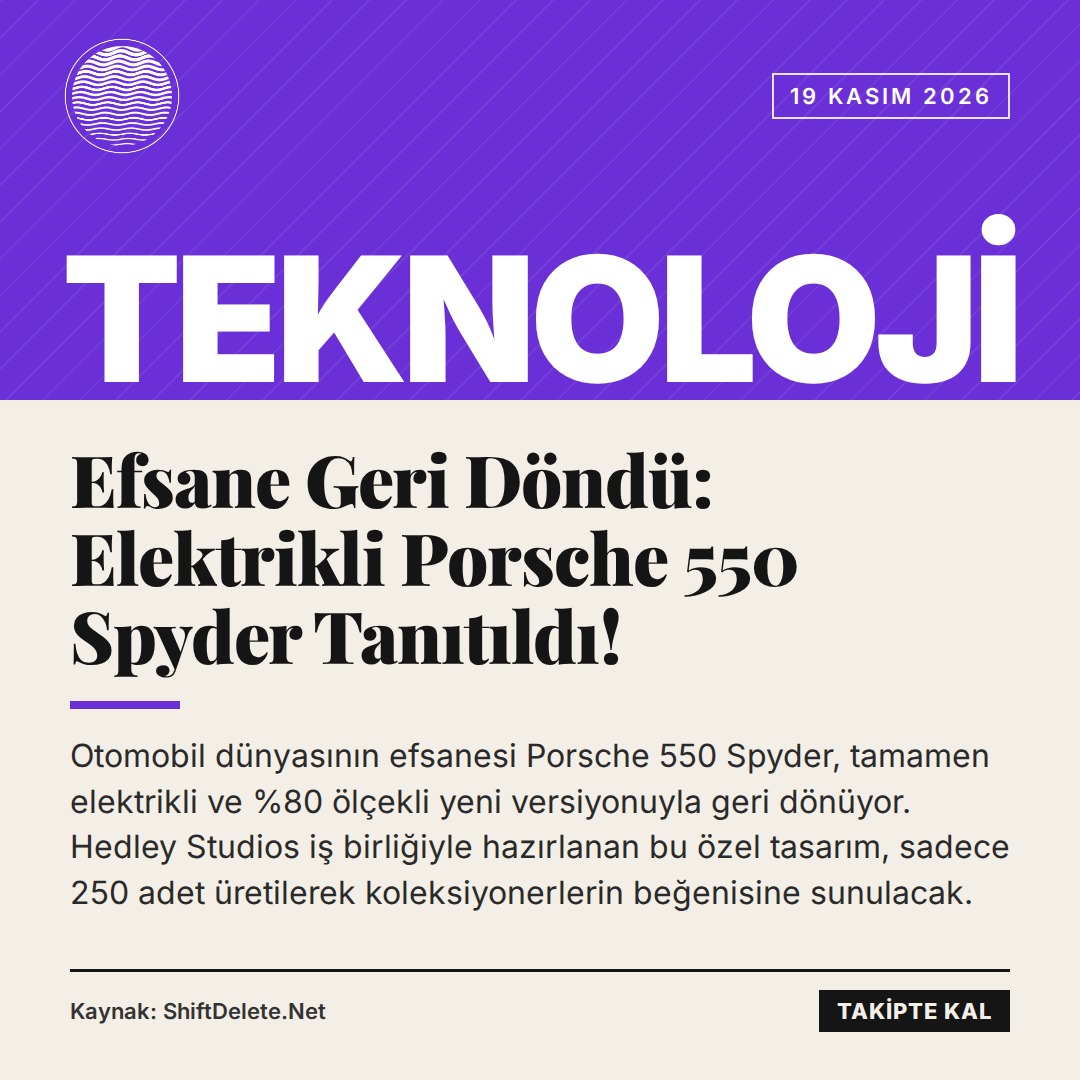 19 KASIM 2026
TEKNOLOJİ
Efsane Geri Döndü:
Elektrikli Porsche 550
Spyder Tanıtıldı!
Otomobil dünyasının efsanesi Porsche 550 Spyder, tamamen
elektrikli ve %80 ölçekli yeni versiyonuyla geri dönüyor.
Hedley Studios iş birliğiyle hazırlanan bu özel tasarım, sadece
250 adet üretilerek koleksiyonerlerin beğenisine sunulacak.
Kaynak: ShiftDelete.Net
TAKİPTE KAL